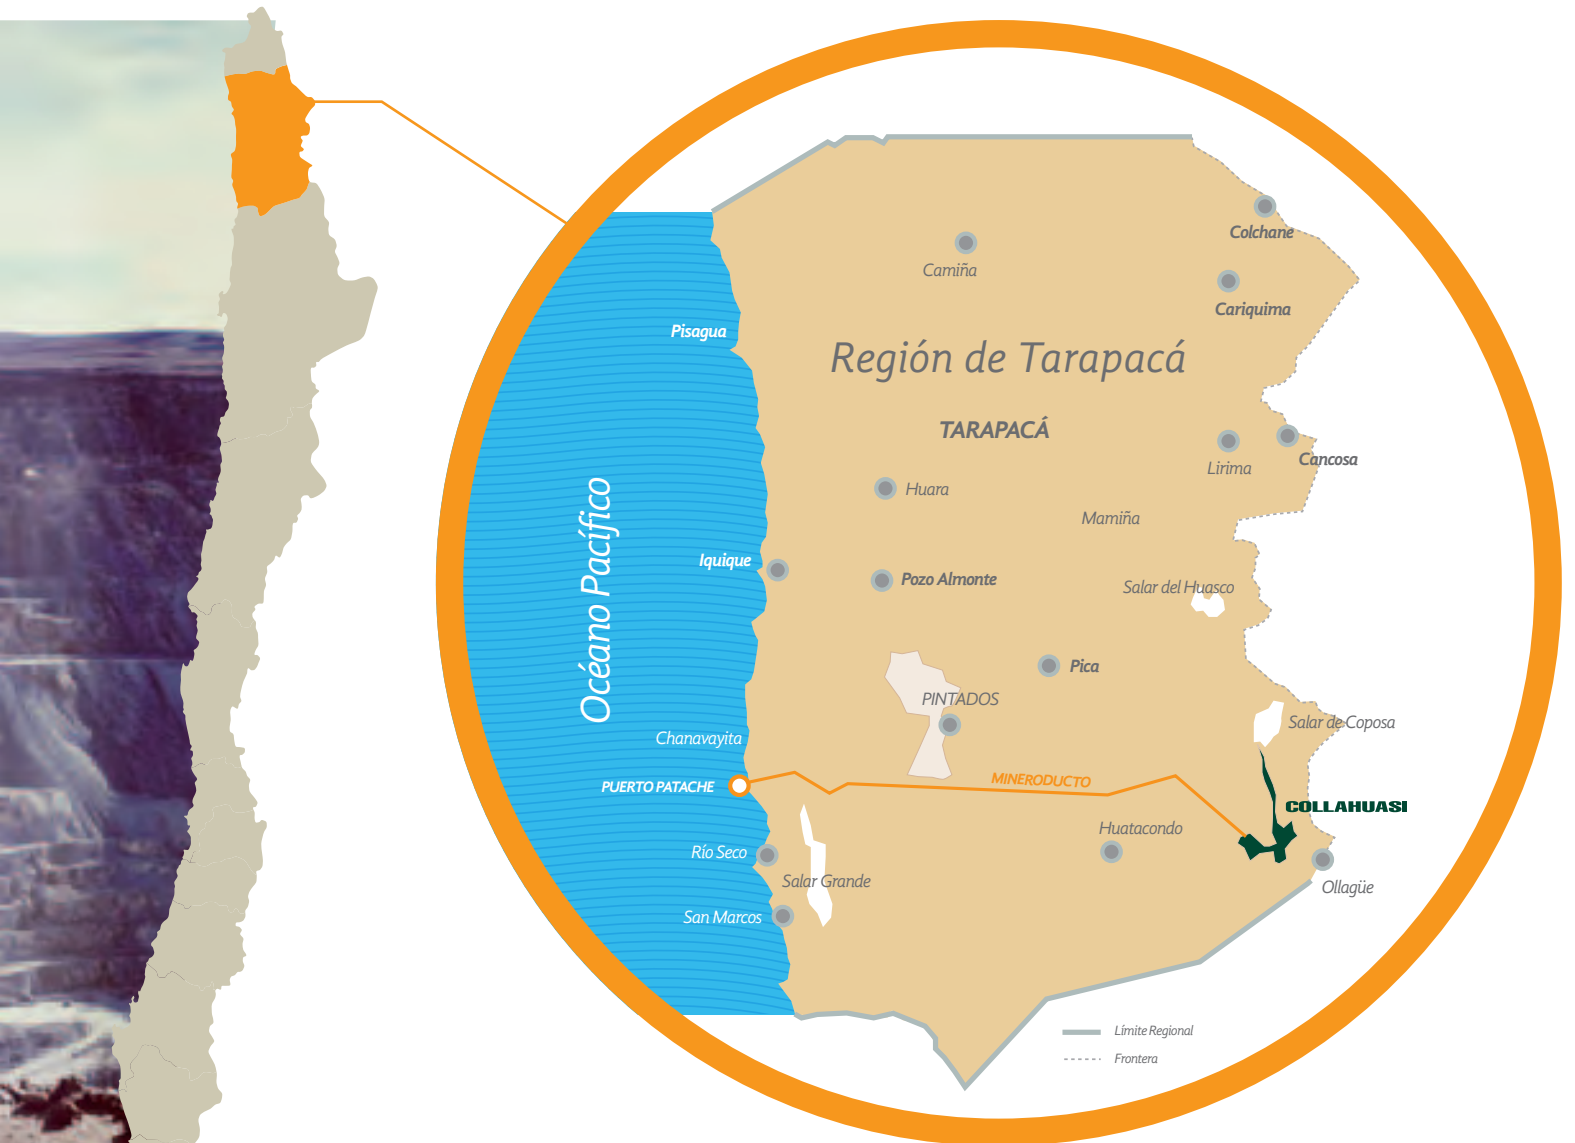 Colchane
Camiña
Cariquima
Pisagua
Región de Tarapacá
TARAPACÁ
Cancosa
Lirima
Huara
Mamiña
Océano Pacífico
Iquique
Pozo Almonte
Salar del Huasco
Pica
PINTADOS
Salar de Coposa
Chanavayita
MINERODUCTO
PUERTO PATACHE
COLLAHUASI
Huatacondo
Río Seco
Salar Grande
Ollagüe
San Marcos
Límite Regional
Frontera